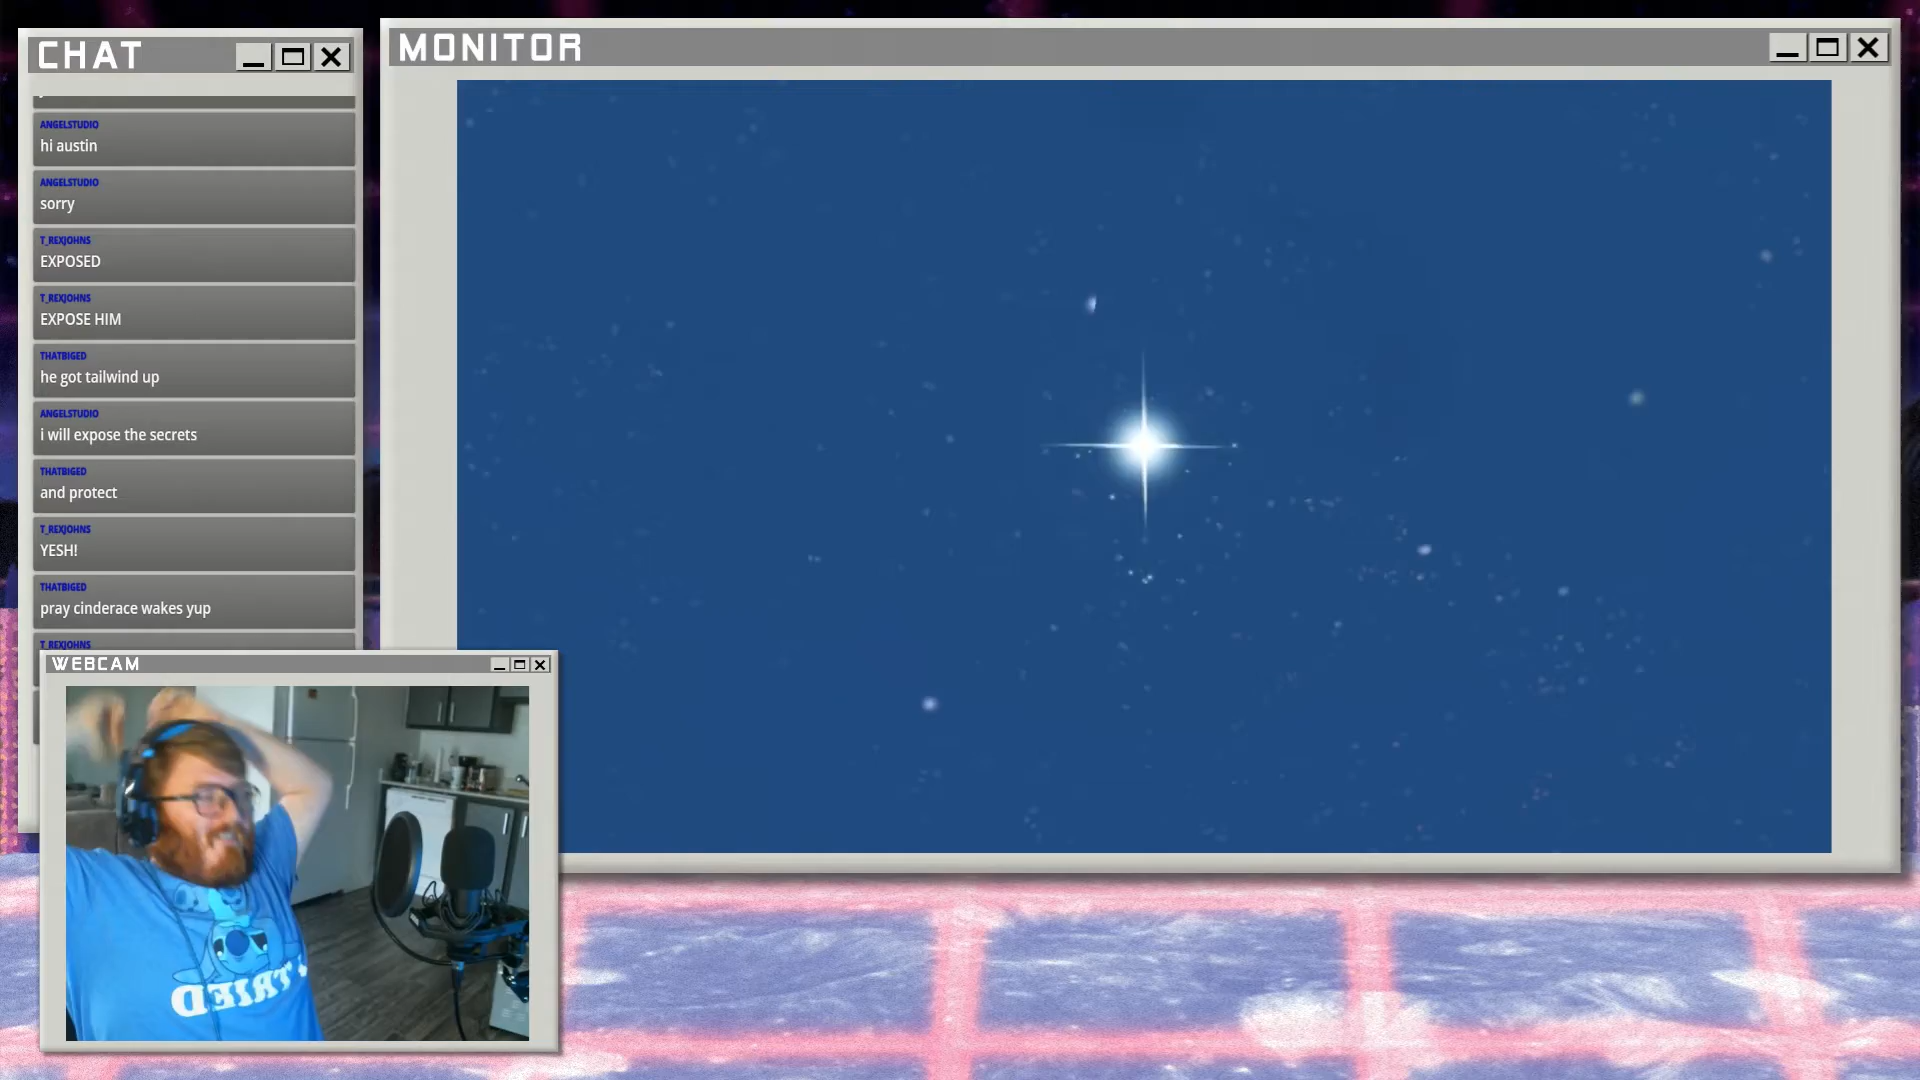 CHAT
MONITOR
ANGELSTUDIO
hi austin
ANGELSTUDIO
sorry
T_REXJOHNS
EXPOSED
T_REXJOHNS
EXPOSE HIM
THATBIGED
he got tailwind up
ANGELSTUDIO
i will expose the secrets
THATBIGED
and protect
T_REXJOHNS
YESH!
THATBIGED
pray cinderace wakes yup
T_REXJOHNS
WEBCAM
I TRIED